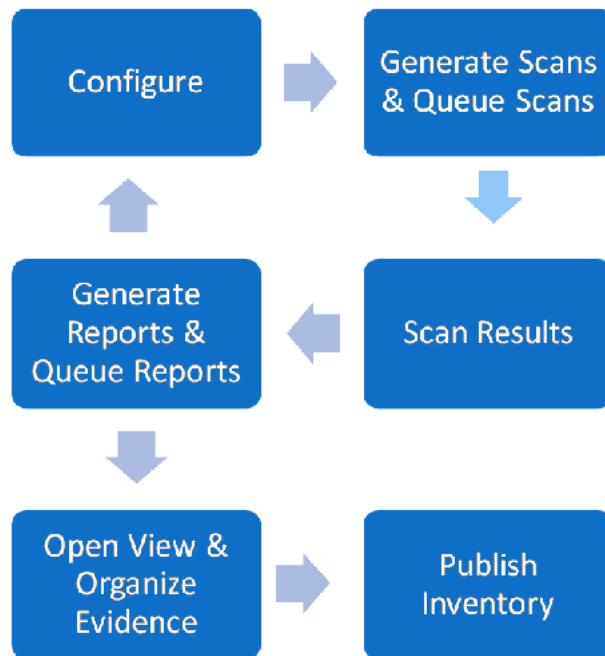 Configure
Generate Scans
& Queue Scans
Generate
Reports &
Queue Reports
Scan Results
Open View &
Organize
Evidence
Publish
Inventory